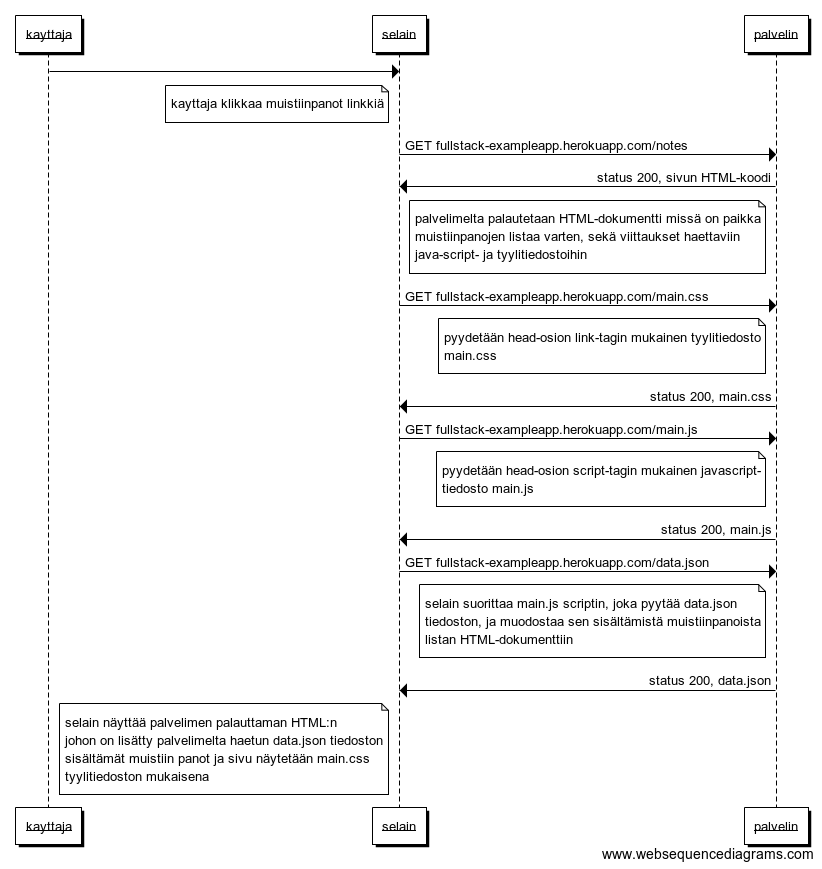 kayttaja
selain
palvelin
kayttaja klikkaa muistiinpanot linkkiä
GET fullstack-exampleapp.herokuapp.com/notes
status 200, sivun HTML-koodi
palvelimelta palautetaan HTML-dokumentti missä on paikka
muistiinpanojen listaa varten, sekä viittaukset haettaviin
java-script- ja tyylitiedostoihin
GET fullstack-exampleapp.herokuapp.com/main.css
pyydetään head-osion link-tagin mukainen tyylitiedosto
main.css
status 200, main.css
GET fullstack-exampleapp.herokuapp.com/main.js
pyydetään head-osion script-tagin mukainen javascript-
tiedosto main.js
status 200, main.js
GET fullstack-exampleapp.herokuapp.com/data.json
selain suorittaa main.js scriptin, joka pyytää data.json
tiedoston, ja muodostaa sen sisältämistä muistiinpanoista
listan HTML-dokumenttiin
status 200, data.json
selain näyttää palvelimen palauttaman HTML:n
johon on lisätty palvelimelta haetun data.json tiedoston
sisältämät muistiin panot ja sivu näytetään main.css
tyylitiedoston mukaisena
kayttaja
selain
palvelin
www.websequencediagrams.com